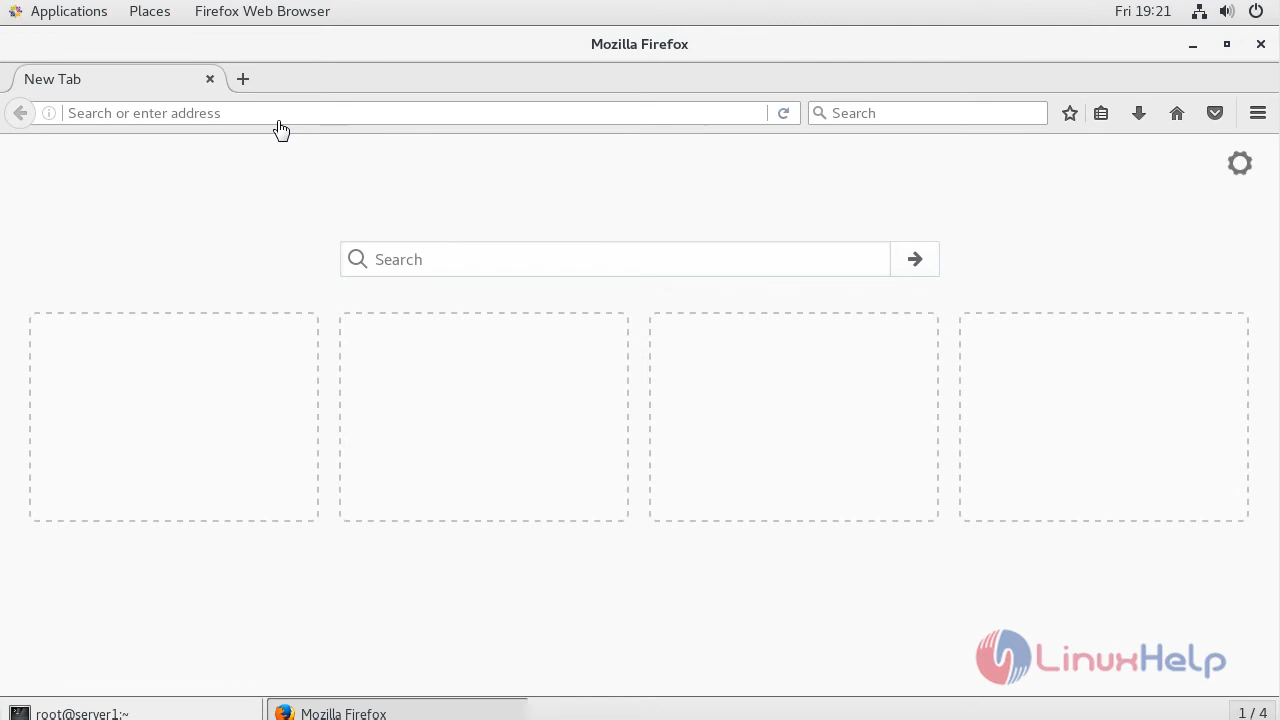 Applications Places Firefox Web Browser Fri 19:21
Mozilla Firefox
New Tab
Search or enter address Search
Search
LinuxHelp
root@server1:~ Mozilla Firefox 1 / 4